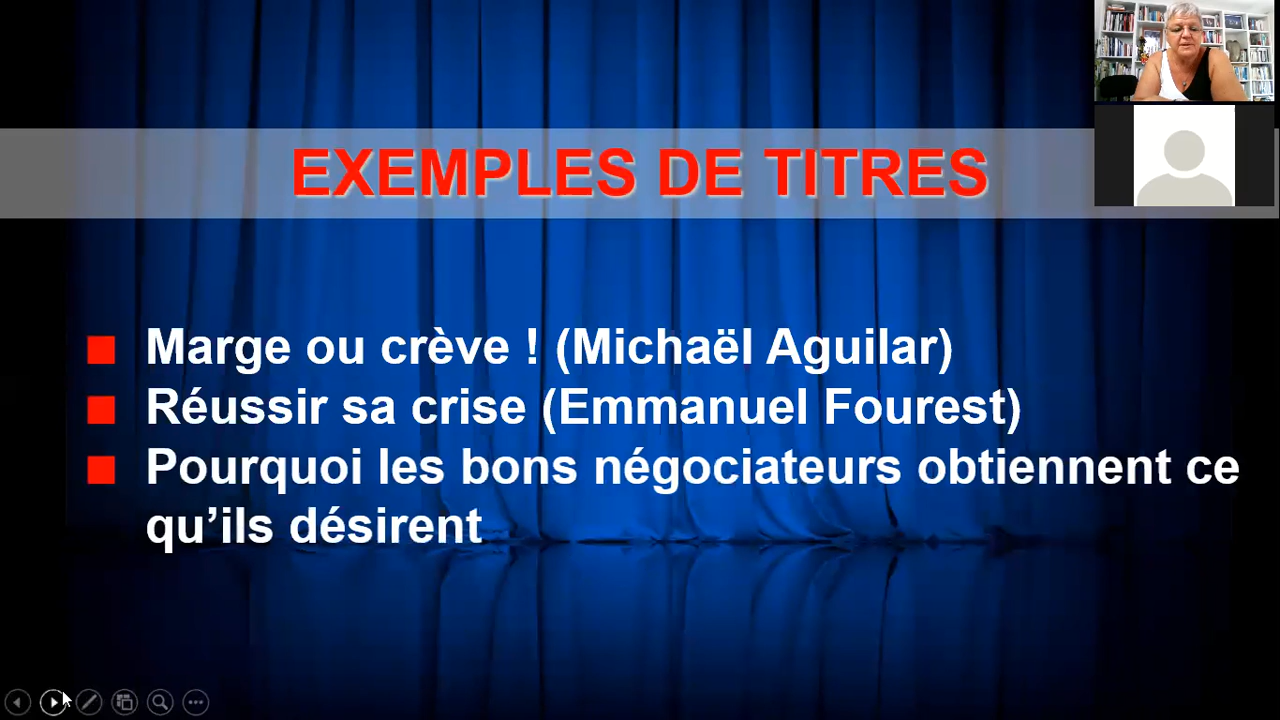 EXEMPLES DE TITRES
Marge ou crève ! (Michaël Aguilar)
Réussir sa crise (Emmanuel Fourest)
Pourquoi les bons négociateurs obtiennent ce
qu’ils désirent